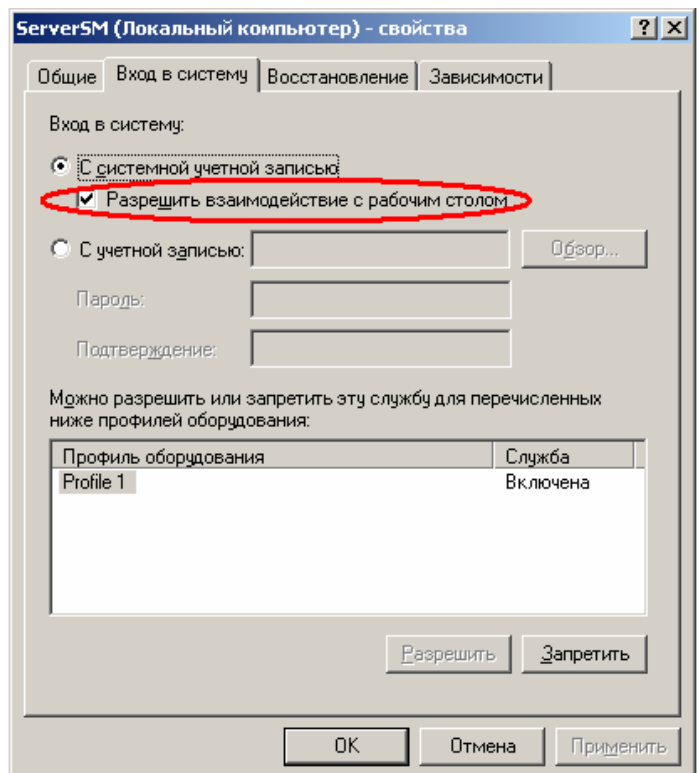 ServerSM (Локальный компьютер) - свойства
Общие Вход в систему Восстановление Зависимости
Вход в систему:
С системной учетной записью
Разрешить взаимодействие с рабочим столом
С учетной записью: Обзор...
Пароль:
Подтверждение:
Можно разрешить или запретить эту службу для перечисленных
ниже профилей оборудования:
Профиль оборудования Служба
Profile 1 Включена
Разрешить Запретить
OK Отмена Применить